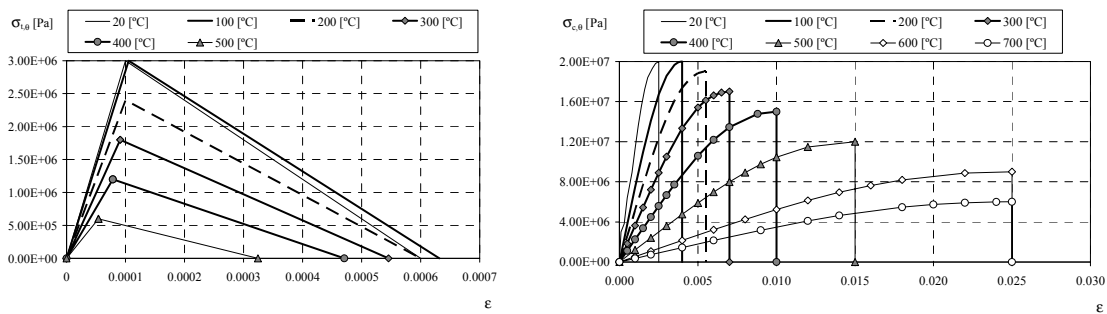 σt,θ [Pa]
20 [ºC] 100 [ºC] 200 [ºC] 300 [ºC]
400 [ºC] 500 [ºC]
3.00E+06
2.50E+06
2.00E+06
1.50E+06
1.00E+06
5.00E+05
0.00E+00
0 0.0001 0.0002 0.0003 0.0004 0.0005 0.0006 0.0007
ε
σc,θ [Pa]
20 [ºC] 100 [ºC] 200 [ºC] 300 [ºC]
400 [ºC] 500 [ºC] 600 [ºC] 700 [ºC]
2.00E+07
1.60E+07
1.20E+07
8.00E+06
4.00E+06
0.00E+00
0.000 0.005 0.010 0.015 0.020 0.025 0.030
ε